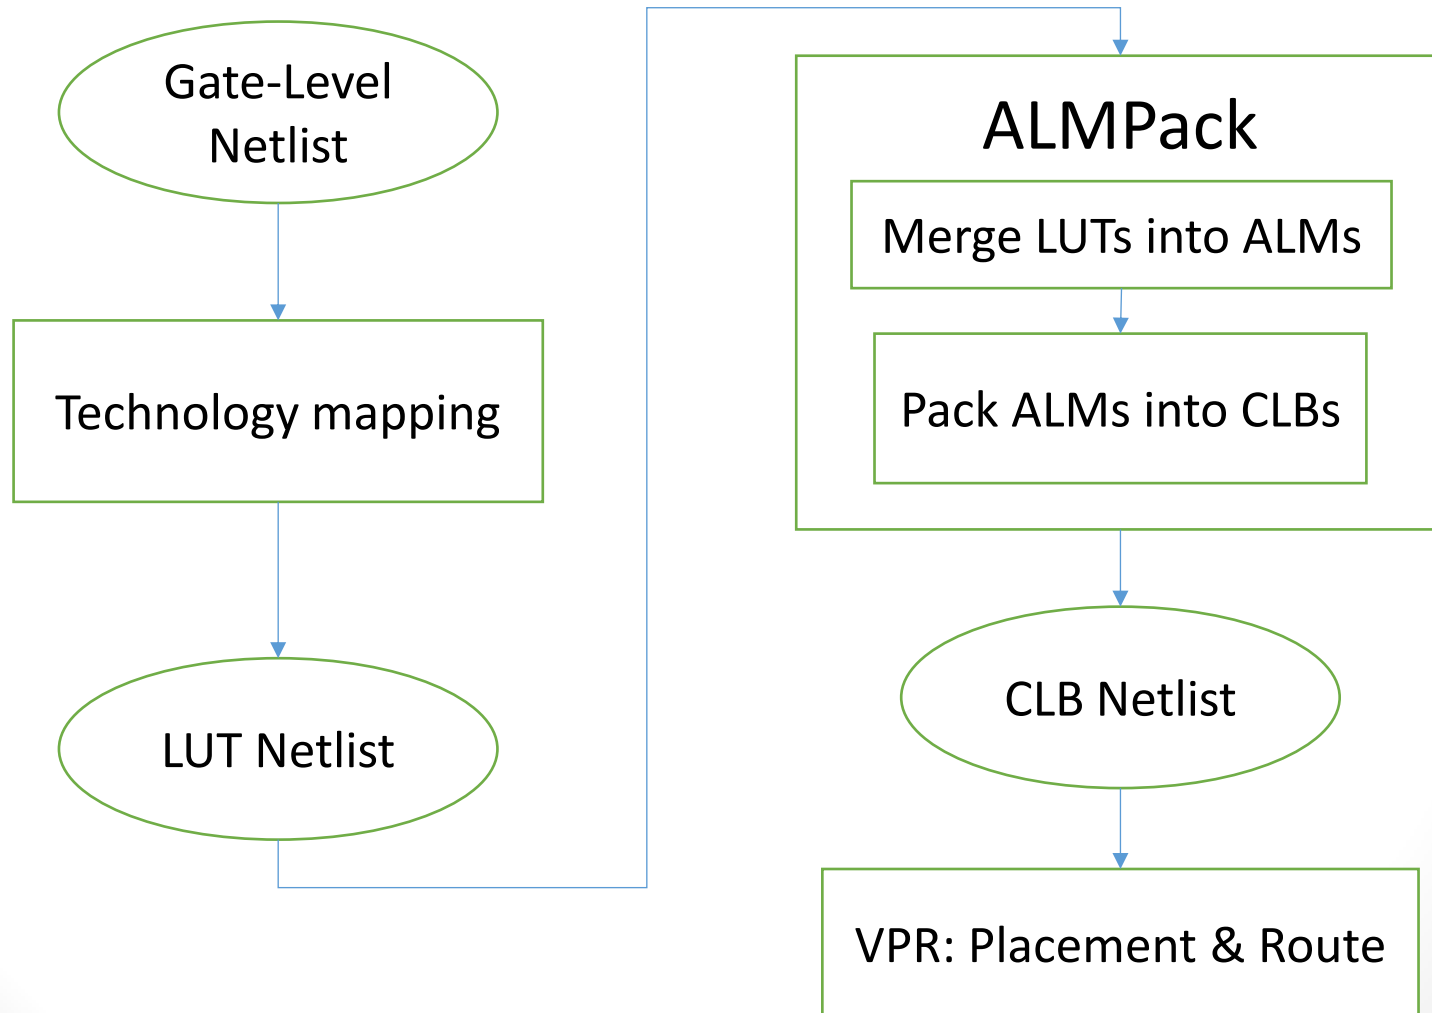 Gate-Level
Netlist
Technology mapping
LUT Netlist
ALMPack
Merge LUTs into ALMs
Pack ALMs into CLBs
CLB Netlist
VPR: Placement & Route